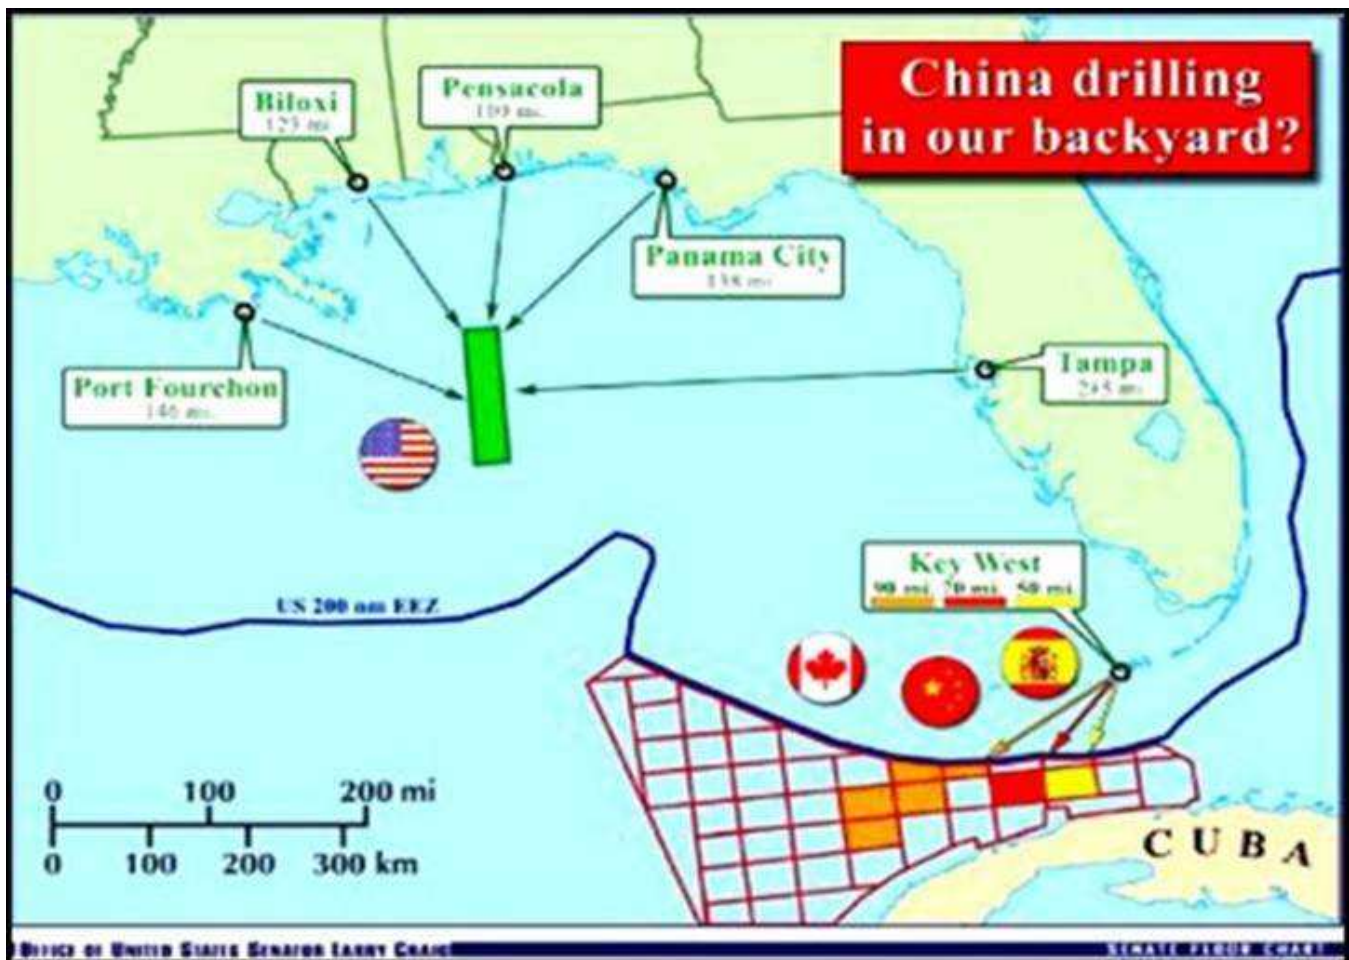 China drilling
in our backyard?
Biloxi
123 mi.
Pensacola
Panama City
138 mi.
Port Fourchon
146 mi.
Tampa
Key West
90 mi. 70 mi. 50 mi.
US 200 nm EEZ
0 100 200 mi
0 100 200 300 km
CUBA
OFFICE OF UNITED STATES SENATOR LARRY CRAIG
SENATE FLOOR CHART